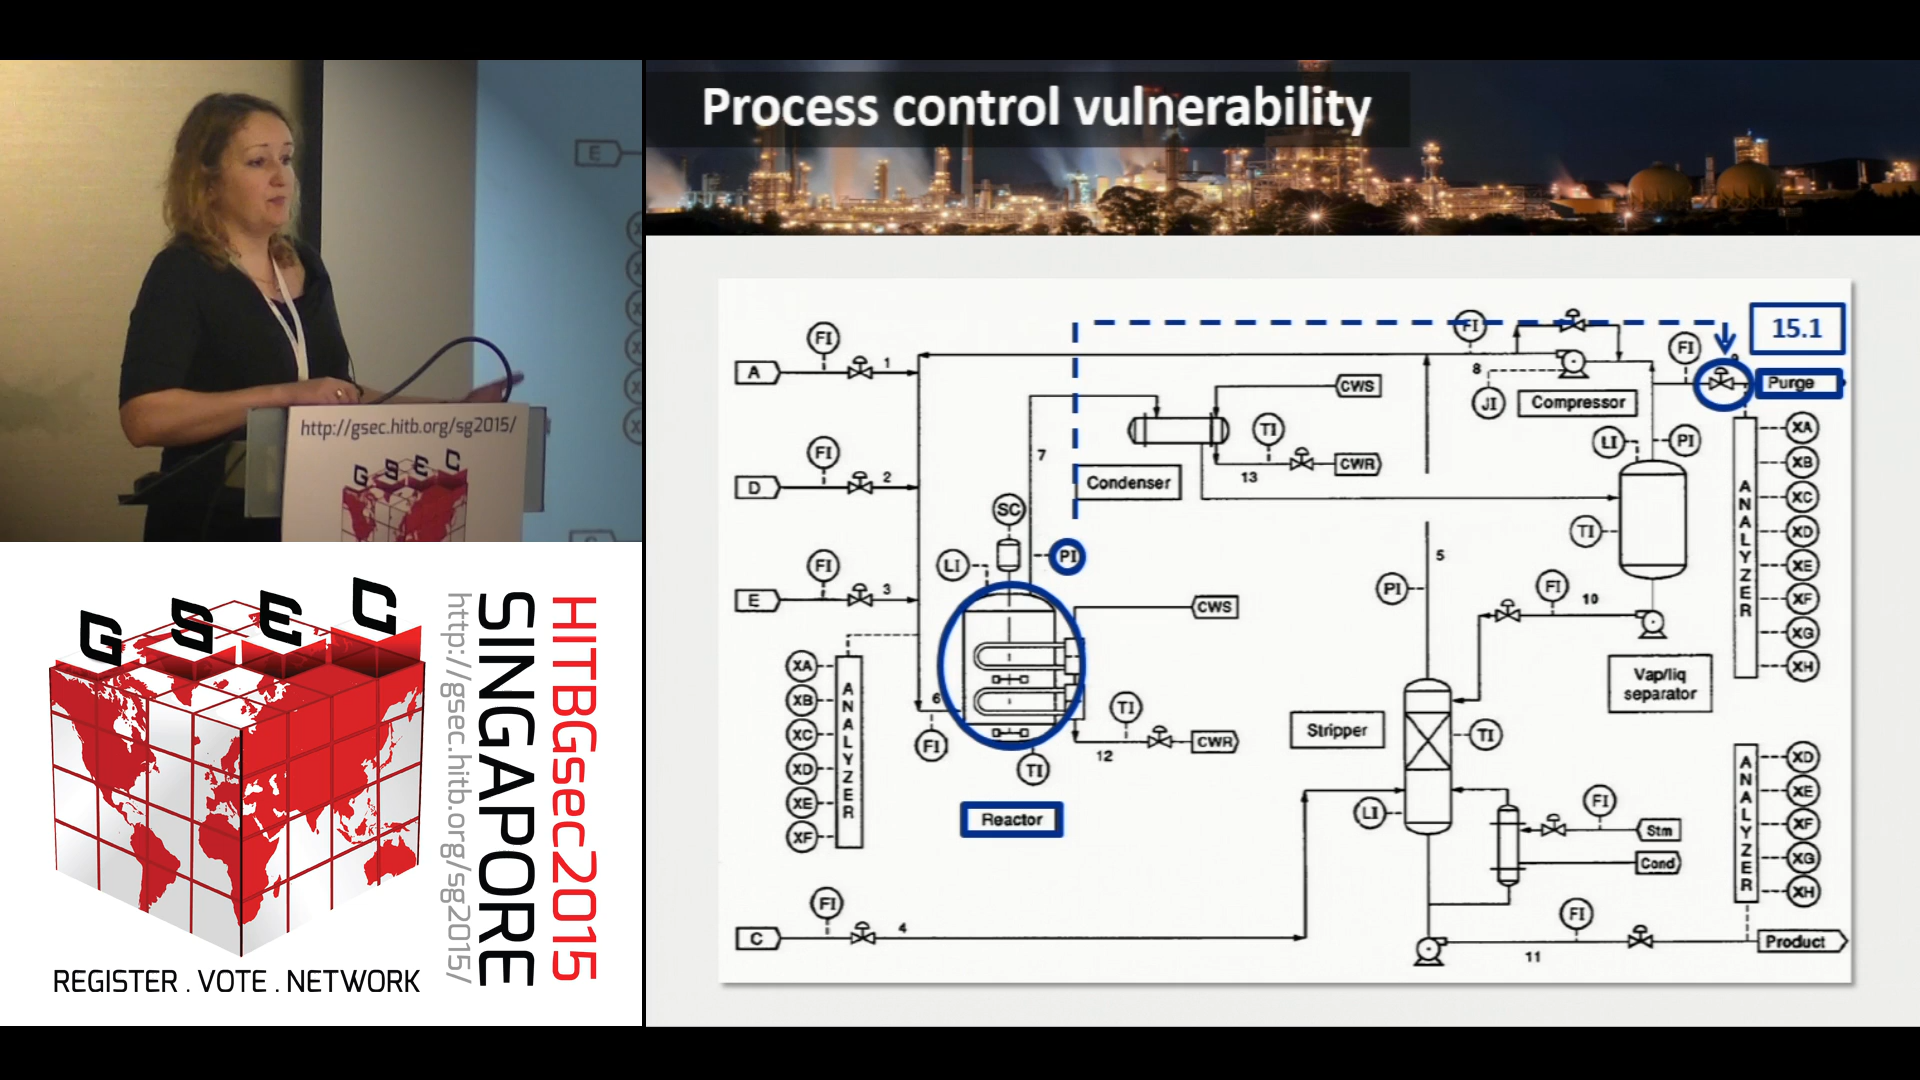 Process control vulnerability
E
http://gsec.hitb.org/sg2015/
G S E C
G S E C
REGISTER . VOTE . NETWORK
http://gsec.hitb.org/sg2015/
SINGAPORE
HITBGsec2015
FI
15.1
FI
FI
A
1
8
Purge
JI
Compressor
CWS
TI
CWR
13
7
Condenser
LI
PI
XA
XB
XC
XD
XE
XF
XG
XH
ANALYZER
FI
D
2
SC
TI
PI
LI
5
FI
E
3
PI
FI
10
CWS
XA
XB
XC
XD
XE
XF
ANALYZER
6
FI
TI
TI
12
CWR
Reactor
Vap/liq
separator
Stripper
TI
LI
FI
Stm
Cond
XD
XE
XF
XG
XH
ANALYZER
FI
C
4
FI
11
Product